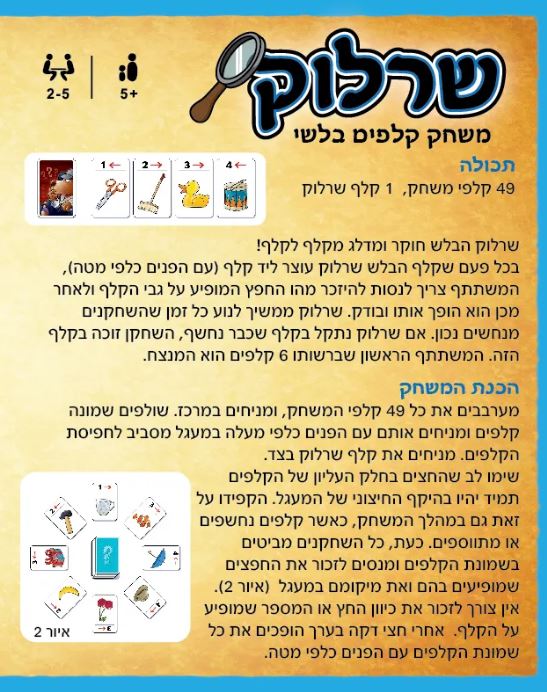 שרלוק
משחק קלפים בלשי
2-5
5+
תכולה
49 קלפי משחק, 1 קלף שרלוק
1 ←
2 →
3 →
4 ←
שרלוק הבלש חוקר ומדלג מקלף לקלף!
בכל פעם שקלף הבלש שרלוק עוצר ליד קלף (עם הפנים כלפי מטה),
המשתתף צריך לנסות להיזכר מהו החפץ המופיע על גבי הקלף ולאחר
מכן הוא הופך אותו ובודק. שרלוק ממשיך לנוע כל זמן שהשחקנים
מנחשים נכון. אם שרלוק נתקל בקלף שכבר נחשף, השחקן זוכה בקלף
הזה. המשתתף הראשון שברשותו 6 קלפים הוא המנצח.
הכנת המשחק
מערבבים את כל 49 קלפי המשחק, ומניחים במרכז. שולפים שמונה
קלפים ומניחים אותם עם הפנים כלפי מעלה במעגל מסביב לחפיסת
הקלפים. מניחים את קלף שרלוק בצד.
שימו לב שהחצים בחלק העליון של הקלפים
תמיד יהיו בהיקף החיצוני של המעגל. הקפידו על
זאת גם במהלך המשחק, כאשר קלפים נחשפים
או מתווספים. כעת, כל השחקנים מביטים
בשמונת הקלפים ומנסים לזכור את החפצים
שמופיעים בהם ואת מיקומם במעגל (איור 2).
אין צורך לזכור את כיוון החץ או המספר שמופיע
על הקלף. אחרי חצי דקה בערך הופכים את כל
שמונת הקלפים עם הפנים כלפי מטה.
איור 2